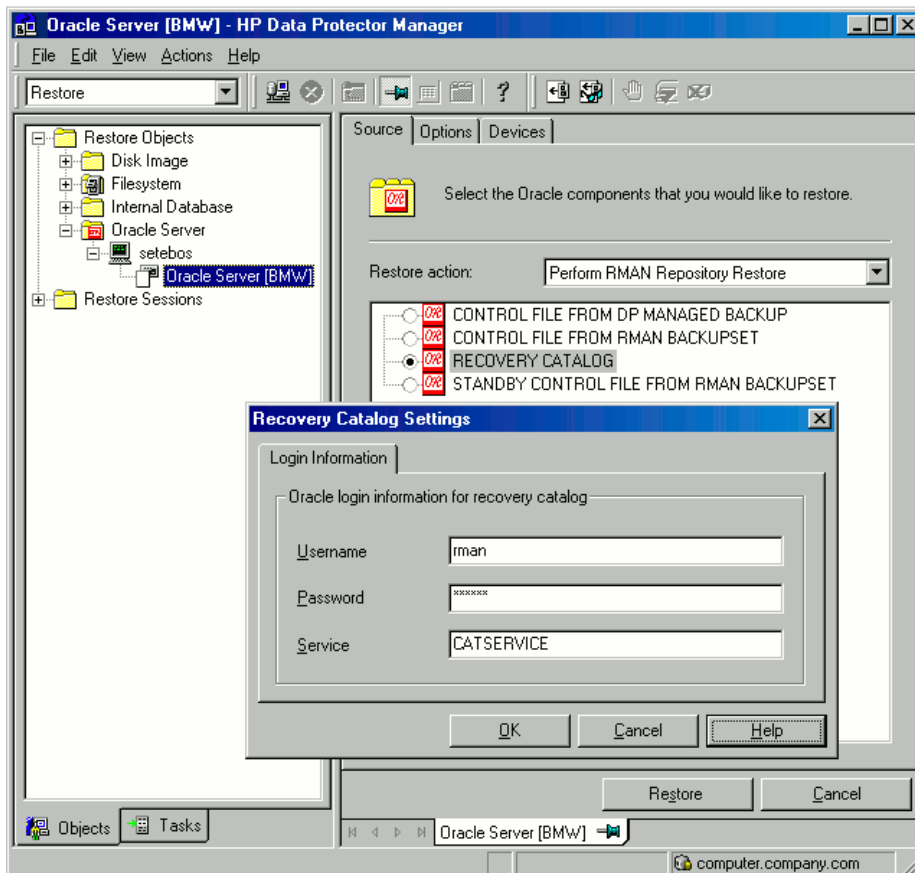 Oracle Server [BMW] - HP Data Protector Manager
File Edit View Actions Help
Restore
Restore Objects
Disk Image
Filesystem
Internal Database
Oracle Server
setebos
Oracle Server [BMW]
Restore Sessions
Source Options Devices
Select the Oracle components that you would like to restore.
Restore action: Perform RMAN Repository Restore
CONTROL FILE FROM DP MANAGED BACKUP
CONTROL FILE FROM RMAN BACKUPSET
RECOVERY CATALOG
STANDBY CONTROL FILE FROM RMAN BACKUPSET
Recovery Catalog Settings
Login Information
Oracle login information for recovery catalog
Username rman
Password ******
Service CATSERVICE
OK Cancel Help
Restore Cancel
Objects Tasks
Oracle Server [BMW]
computer.company.com